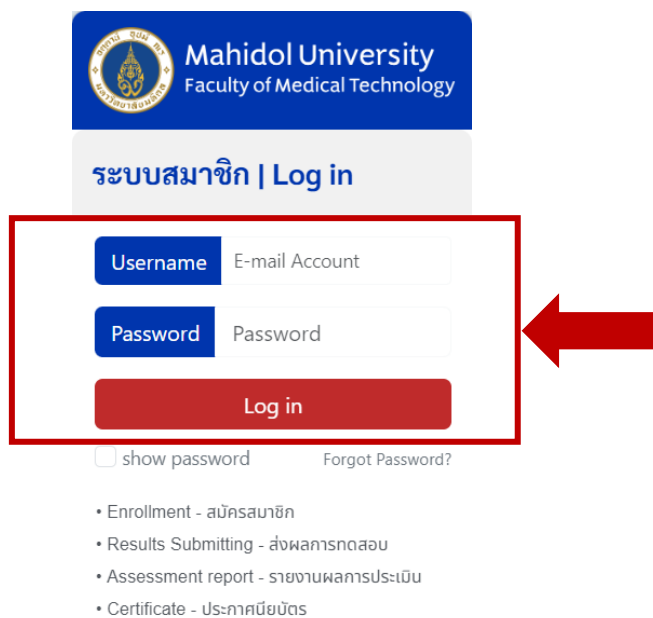 Mahidol University
Faculty of Medical Technology
ระบบสมาชิก | Log in
Username E-mail Account
Password Password
Log in
show password Forgot Password?
• Enrollment - สมัครสมาชิก
• Results Submitting - ส่งผลการทดสอบ
• Assessment report - รายงานผลการประเมิน
• Certificate - ประกาศนียบัตร